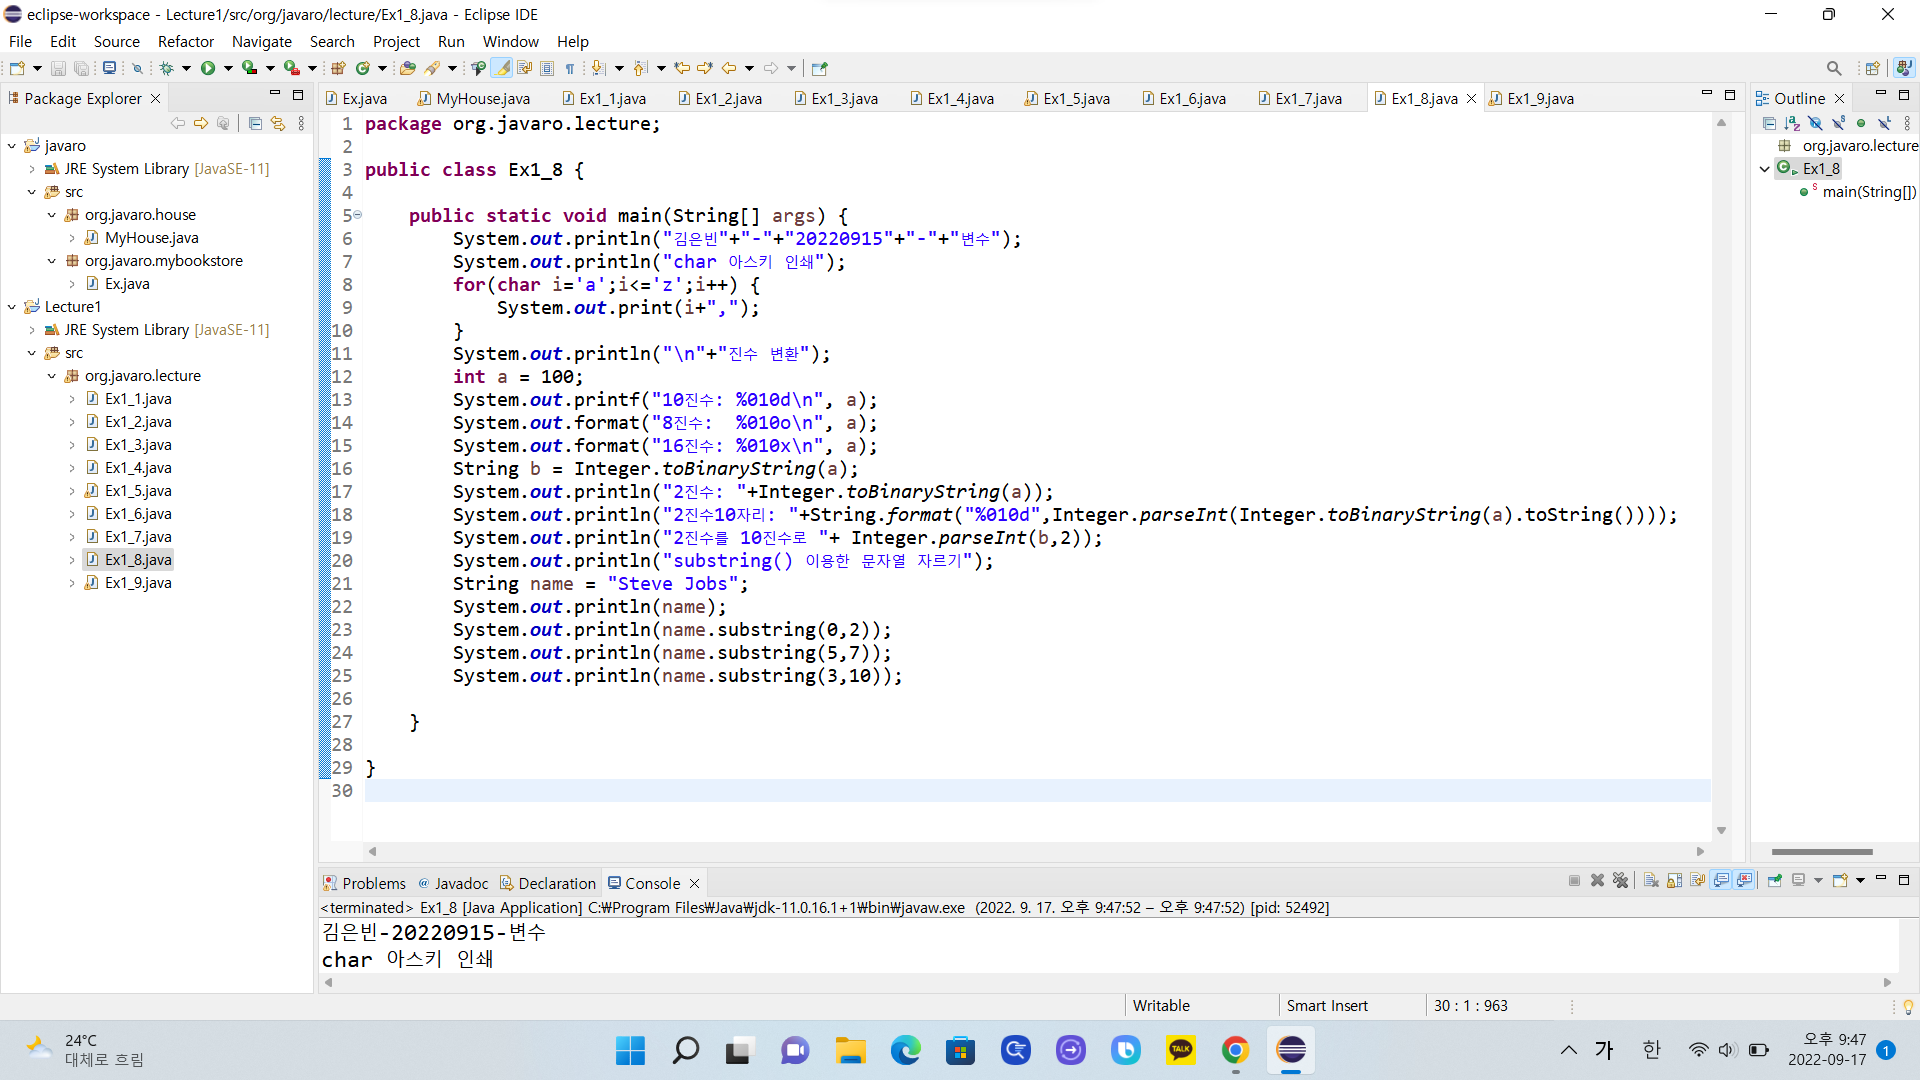 eclipse-workspace - Lecture1/src/org/javaro/lecture/Ex1_8.java - Eclipse IDE
File Edit Source Refactor Navigate Search Project Run Window Help
Package Explorer
javaro
JRE System Library [JavaSE-11]
src
org.javaro.house
MyHouse.java
org.javaro.mybookstore
Ex.java
Lecture1
JRE System Library [JavaSE-11]
src
org.javaro.lecture
Ex1_1.java
Ex1_2.java
Ex1_3.java
Ex1_4.java
Ex1_5.java
Ex1_6.java
Ex1_7.java
Ex1_8.java
Ex1_9.java
Ex.java MyHouse.java Ex1_1.java Ex1_2.java Ex1_3.java Ex1_4.java Ex1_5.java Ex1_6.java Ex1_7.java Ex1_8.java Ex1_9.java
1 package org.javaro.lecture;
2
3 public class Ex1_8 {
4
5 public static void main(String[] args) {
6 System.out.println("김은빈"+"-"+"20220915"+"-"+"변수");
7 System.out.println("char 아스키 인쇄");
8 for(char i='a';i<='z';i++) {
9 System.out.print(i+",");
10 }
11 System.out.println("\n"+"진수 변환");
12 int a = 100;
13 System.out.printf("10진수: %010d\n", a);
14 System.out.format("8진수:  %010o\n", a);
15 System.out.format("16진수: %010x\n", a);
16 String b = Integer.toBinaryString(a);
17 System.out.println("2진수: "+Integer.toBinaryString(a));
18 System.out.println("2진수10자리: "+String.format("%010d",Integer.parseInt(Integer.toBinaryString(a).toString())));
19 System.out.println("2진수를 10진수로 "+ Integer.parseInt(b,2));
20 System.out.println("substring() 이용한 문자열 자르기");
21 String name = "Steve Jobs";
22 System.out.println(name);
23 System.out.println(name.substring(0,2));
24 System.out.println(name.substring(5,7));
25 System.out.println(name.substring(3,10));
26
27 }
28
29 }
30
Outline
org.javaro.lecture
Ex1_8
main(String[])
Problems Javadoc Declaration Console
<terminated> Ex1_8 [Java Application] C:₩Program Files₩Java₩jdk-11.0.16.1+1₩bin₩javaw.exe (2022. 9. 17. 오후 9:47:52 – 오후 9:47:52) [pid: 52492]
김은빈-20220915-변수
char 아스키 인쇄
Writable Smart Insert 30 : 1 : 963
24°C
대체로 흐림
TALK
가 한
오후 9:47
2022-09-17
1